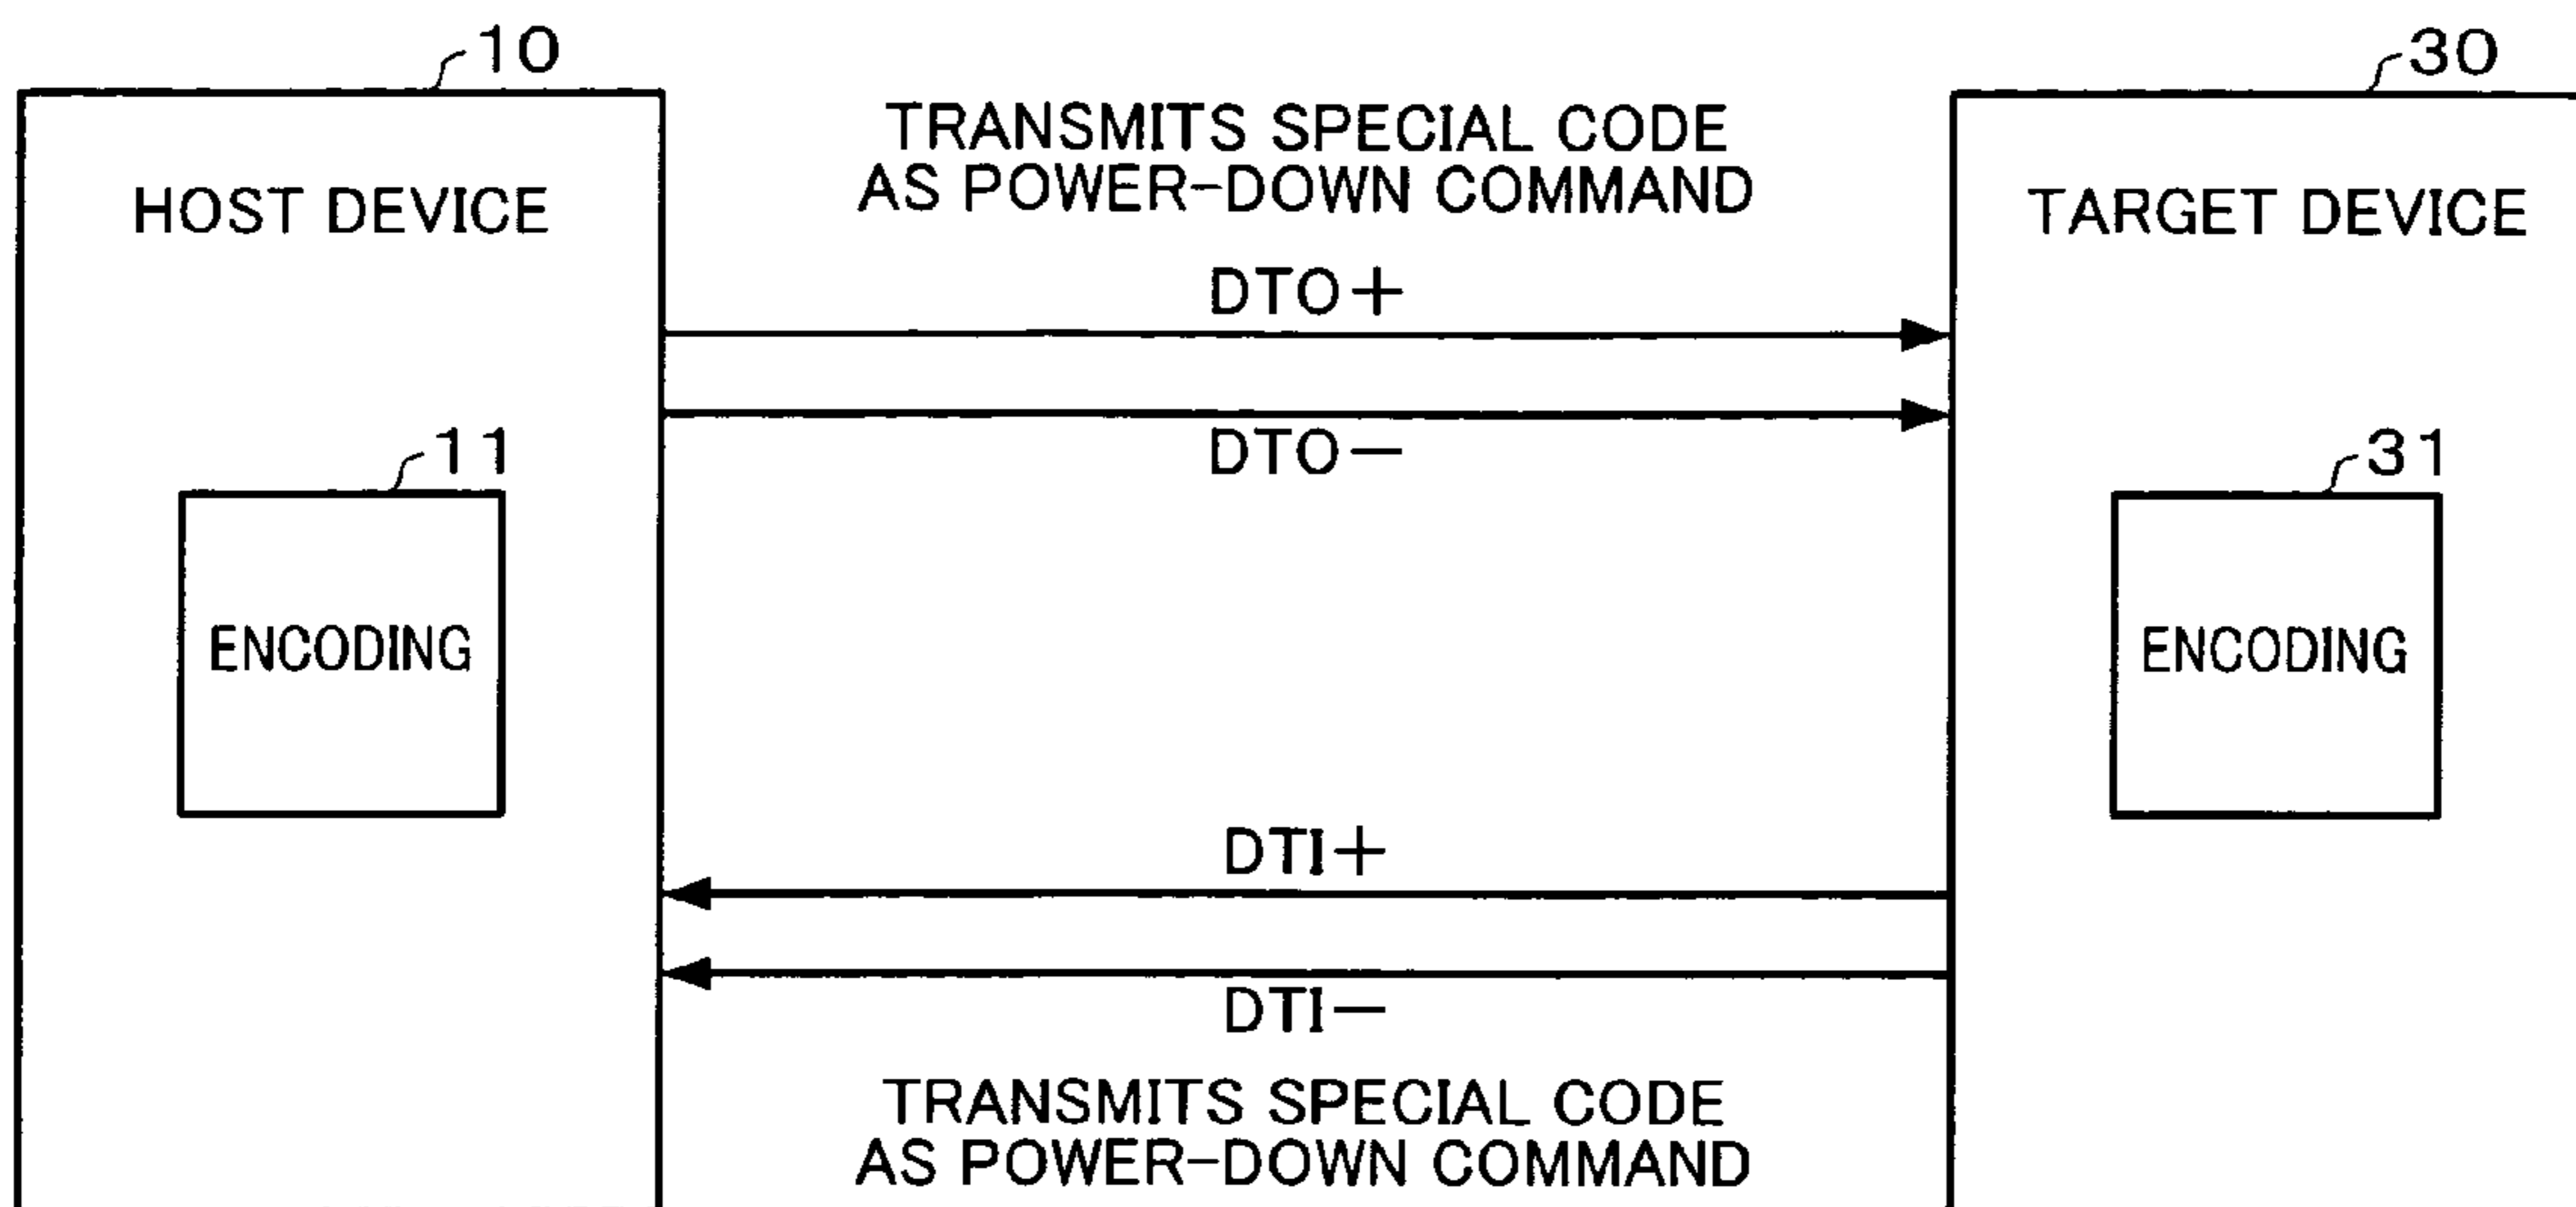 10
30
TRANSMITS SPECIAL CODE
AS POWER-DOWN COMMAND
HOST DEVICE
TARGET DEVICE
DTO+
DTO-
11
31
ENCODING
ENCODING
DTI+
DTI-
TRANSMITS SPECIAL CODE
AS POWER-DOWN COMMAND